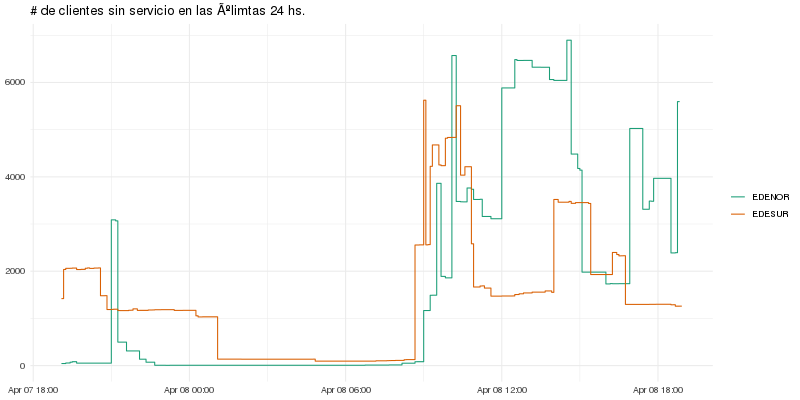 # de clientes sin servicio en las Ãºlimtas 24 hs.
6000
4000
2000
0
Apr 07 18:00
Apr 08 00:00
Apr 08 06:00
Apr 08 12:00
Apr 08 18:00
EDENOR
EDESUR